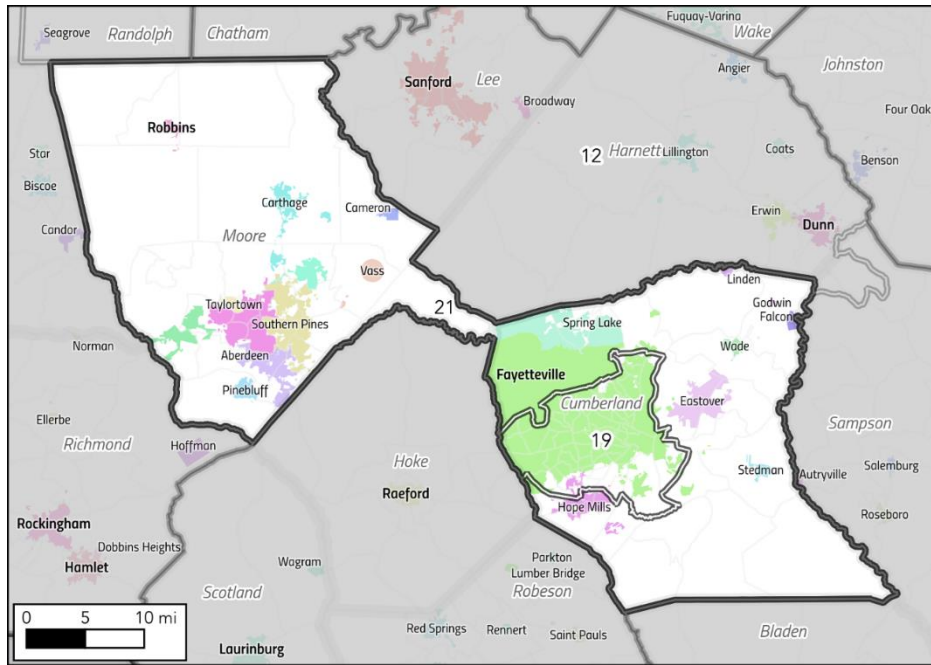 Seagrove
Randolph
Chatham
Fuquay-Varina
Wake
Johnston
Angier
Sanford
Lee
Broadway
Four Oak
Robbins
12
Harnett
Lillington
Coats
Benson
Star
Biscoe
Carthage
Cameron
Erwin
Dunn
Candor
Moore
Vass
Linden
Taylortown
21
Godwin
Falcon
Southern Pines
Spring Lake
Norman
Aberdeen
Wade
Pinebluff
Fayetteville
Cumberland
Eastover
Ellerbe
Richmond
Hoffman
19
Sampson
Hoke
Stedman
Autryville
Salemburg
Raeford
Hope Mills
Roseboro
Rockingham
Dobbins Heights
Hamlet
Wagram
Parkton
Lumber Bridge
Scotland
Robeson
0 5 10 mi
Red Springs
Rennert
Saint Pauls
Bladen
Laurinburg